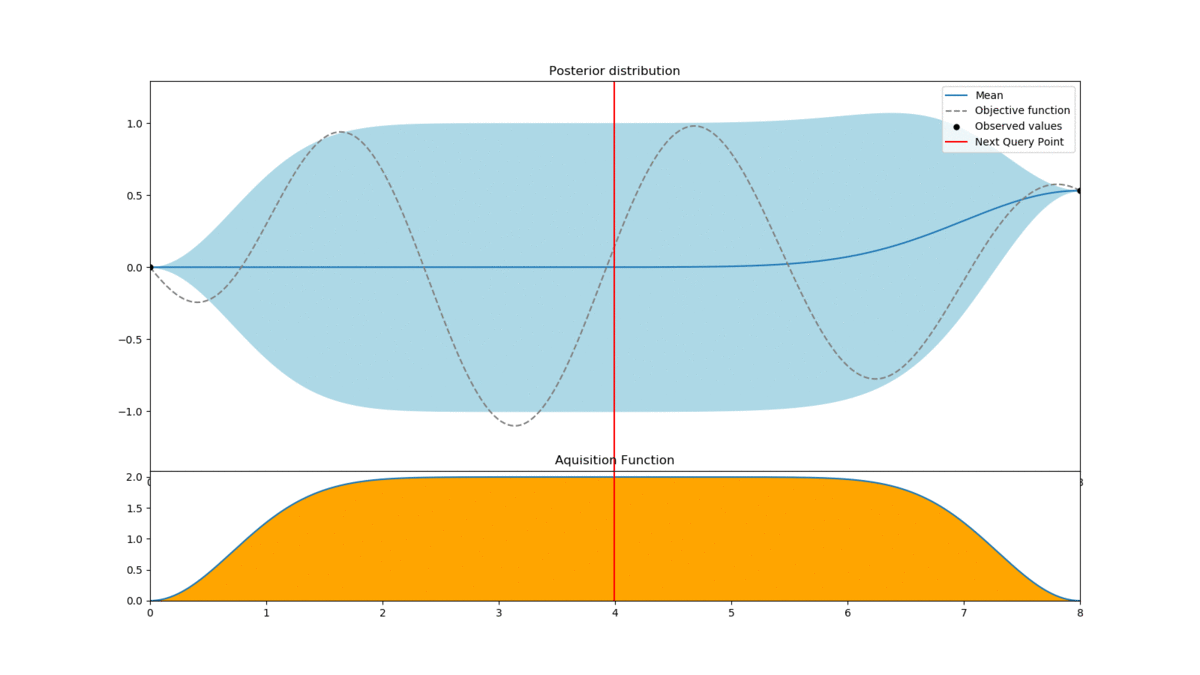 Posterior distribution
Mean
Objective function
Observed values
Next Query Point
1.0
0.5
0.0
−0.5
−1.0
Aquisition Function
2.0
1.5
1.0
0.5
0.0
0 1 2 3 4 5 6 7 8